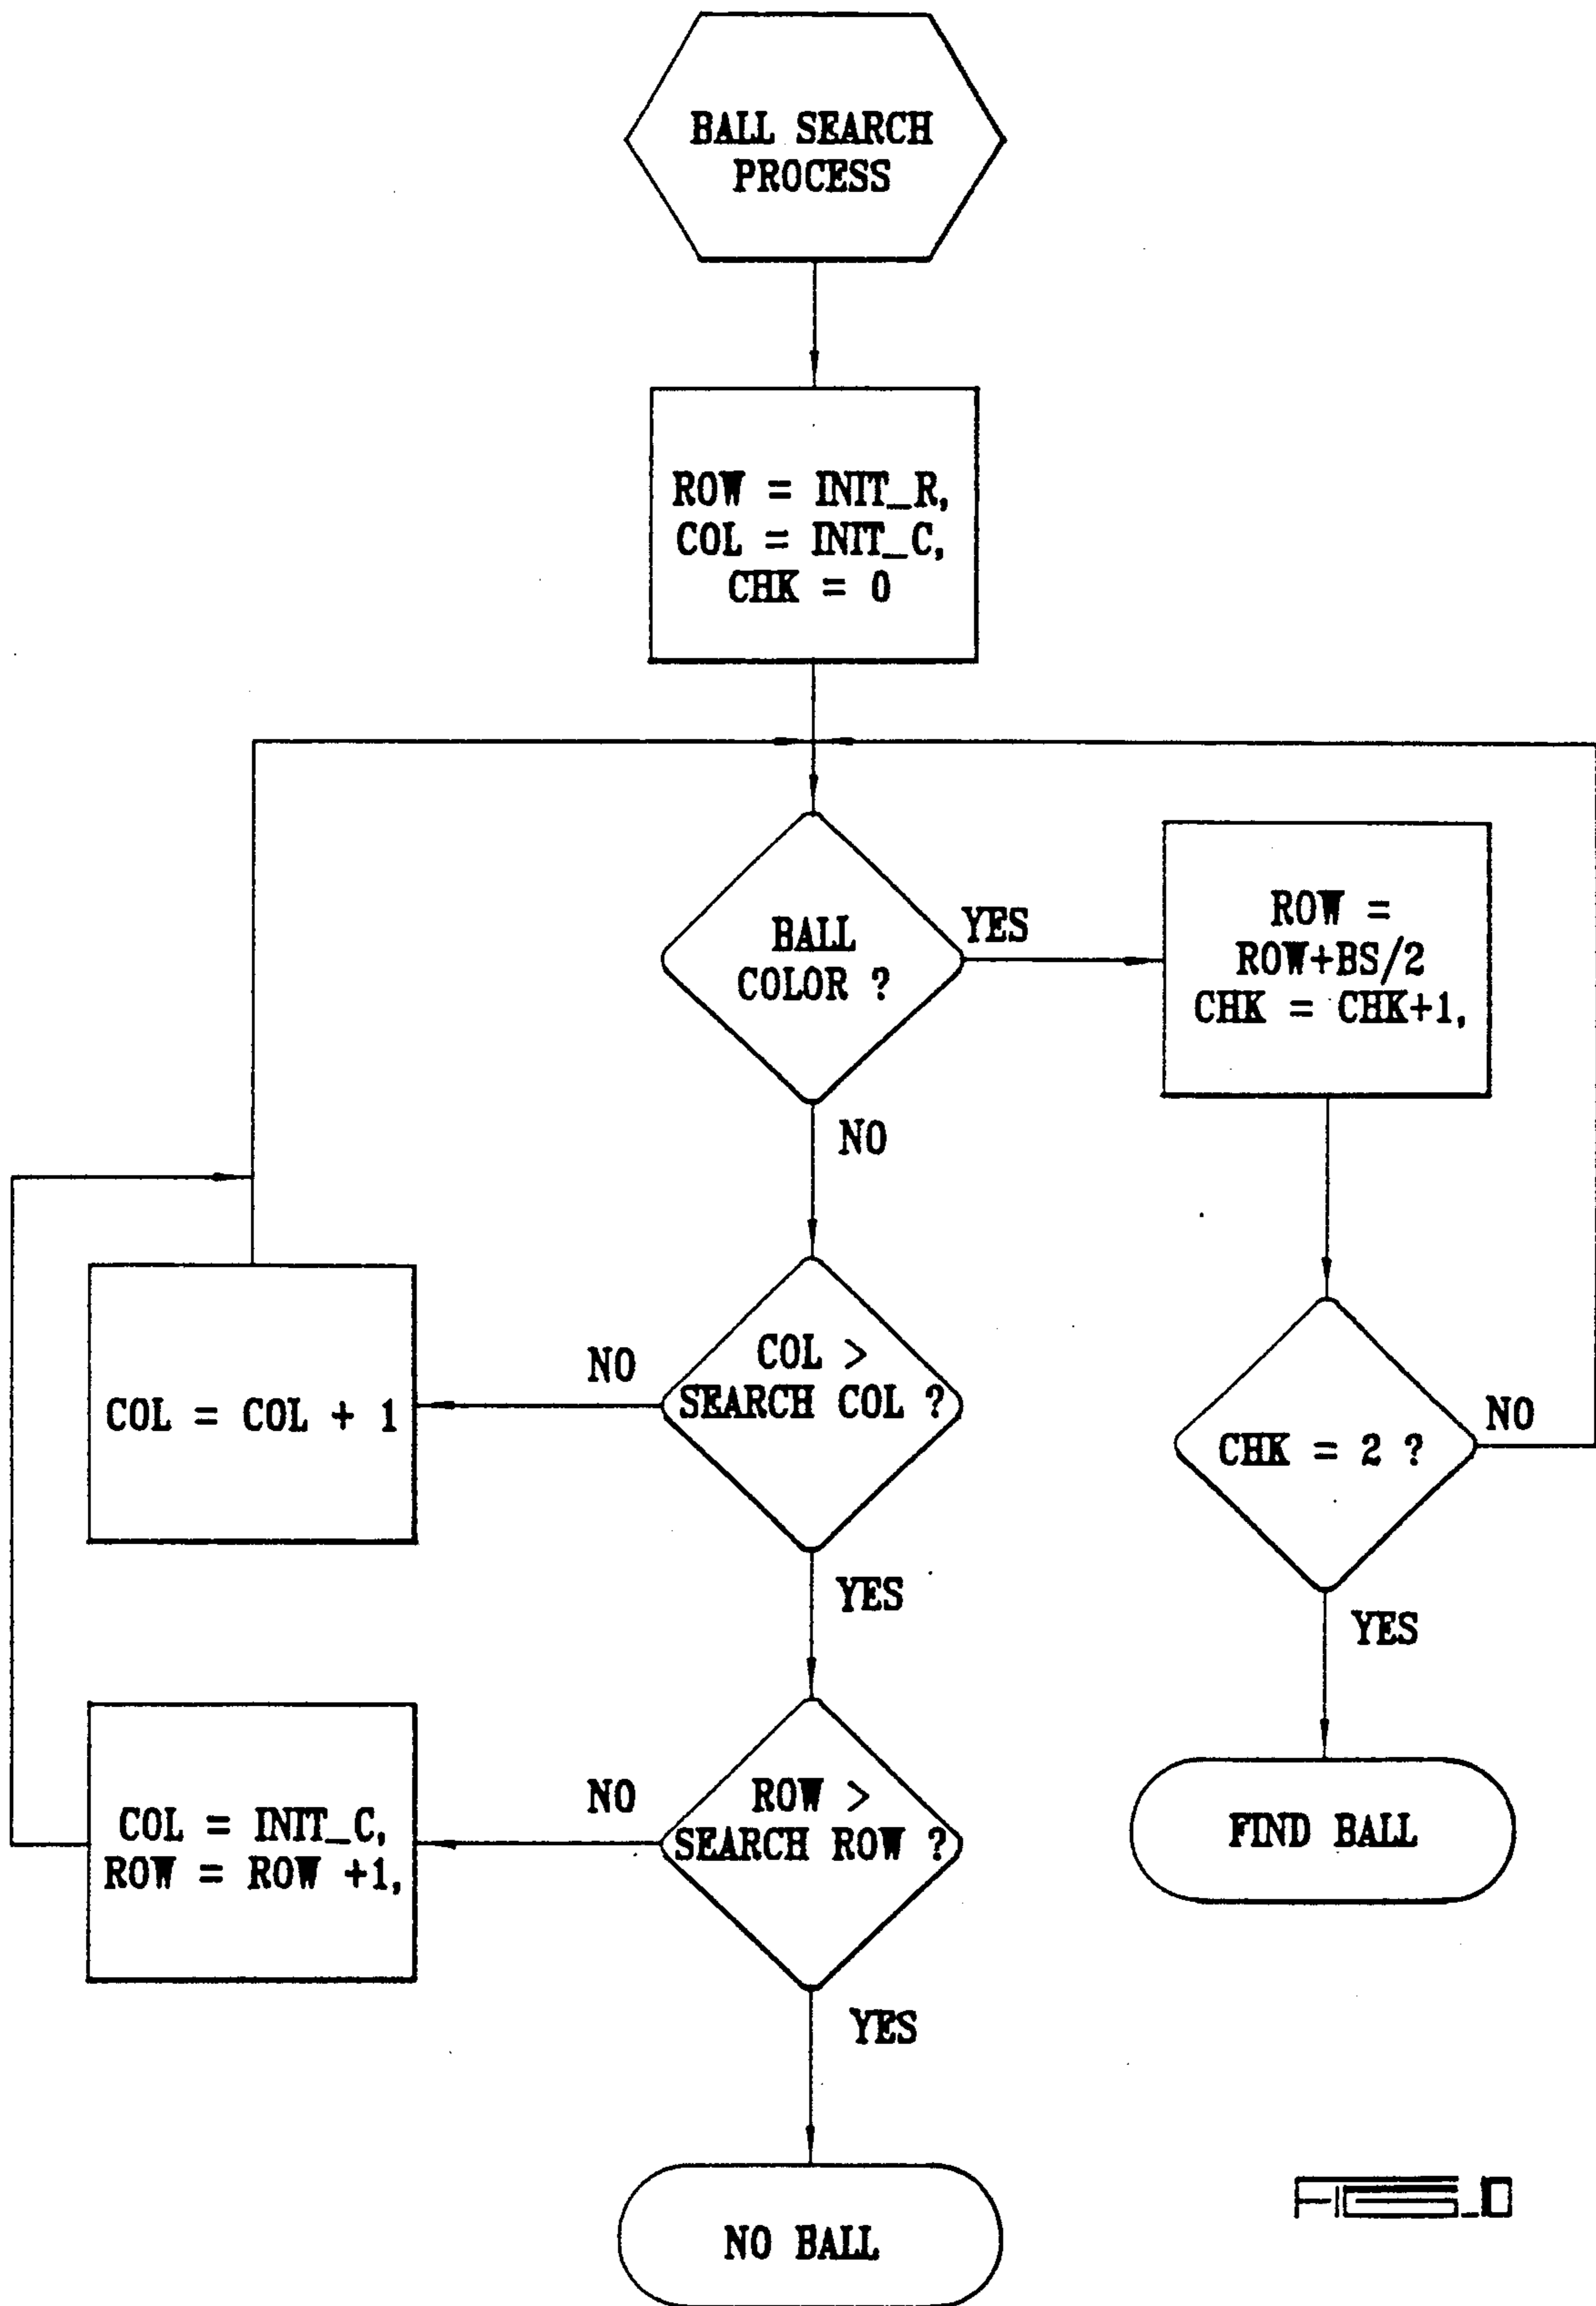 BALL SEARCH
PROCESS
ROW = INIT_R,
COL = INIT_C,
CHK = 0
BALL
COLOR ?
YES
ROW =
ROW+BS/2
CHK = CHK+1,
NO
COL >
SEARCH COL ?
NO
COL = COL + 1
CHK = 2 ?
NO
YES
YES
ROW >
SEARCH ROW ?
NO
COL = INIT_C,
ROW = ROW +1,
FIND BALL
YES
NO BALL
FIG_10